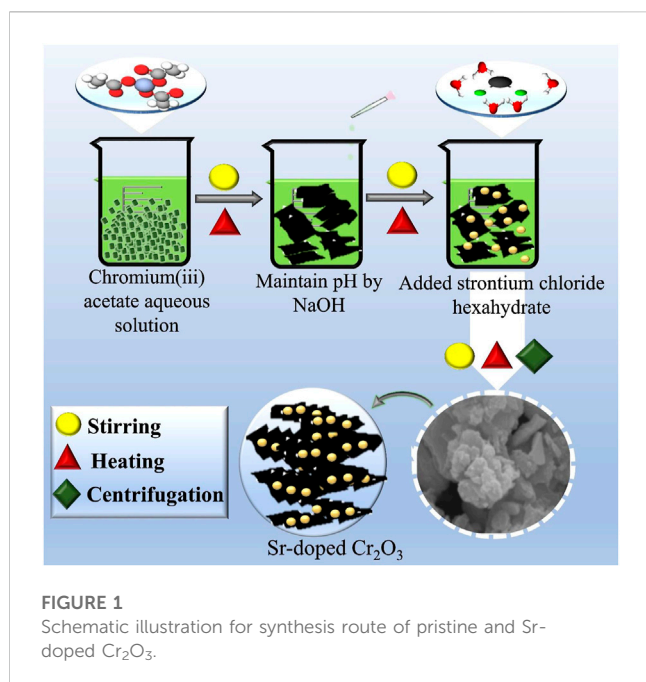 Chromium(iii)
acetate aqueous
solution
Maintain pH by
NaOH
Added strontium chloride
hexahydrate
Stirring
Heating
Centrifugation
Sr-doped Cr₂O₃
FIGURE 1
Schematic illustration for synthesis route of pristine and Sr-
doped Cr₂O₃.